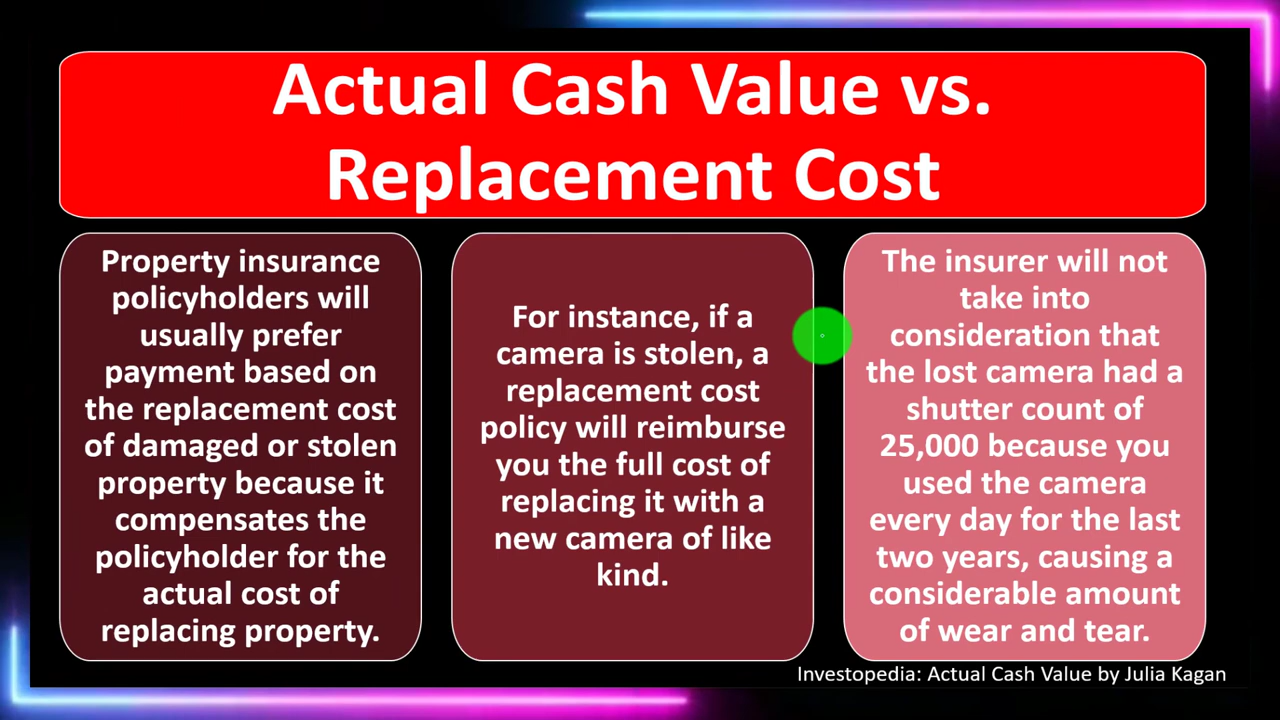 Actual Cash Value vs.
Replacement Cost
Property insurance
policyholders will
usually prefer
payment based on
the replacement cost
of damaged or stolen
property because it
compensates the
policyholder for the
actual cost of
replacing property.
For instance, if a
camera is stolen, a
replacement cost
policy will reimburse
you the full cost of
replacing it with a
new camera of like
kind.
The insurer will not
take into
consideration that
the lost camera had a
shutter count of
25,000 because you
used the camera
every day for the last
two years, causing a
considerable amount
of wear and tear.
Investopedia: Actual Cash Value by Julia Kagan